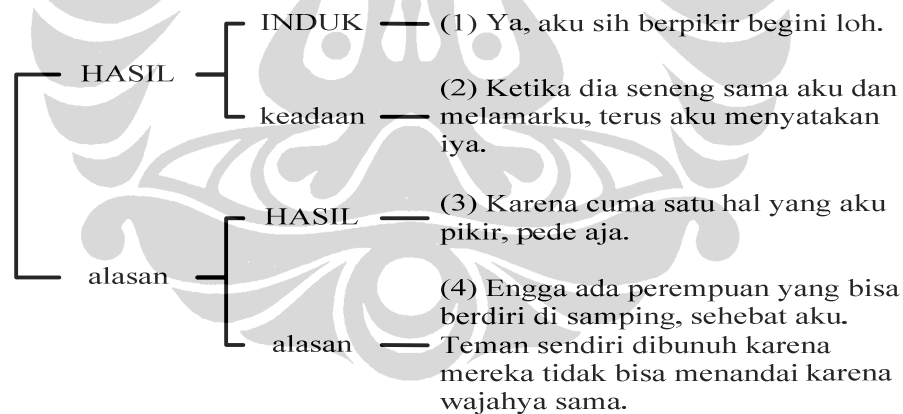 INDUK (1) Ya, aku sih berpikir begini loh.
HASIL
keadaan
(2) Ketika dia seneng sama aku dan
melamarku, terus aku menyatakan
iya.
HASIL
(3) Karena cuma satu hal yang aku
pikir, pede aja.
alasan
alasan
(4) Engga ada perempuan yang bisa
berdiri di samping, sehebat aku.
Teman sendiri dibunuh karena
mereka tidak bisa menandai karena
wajahya sama.